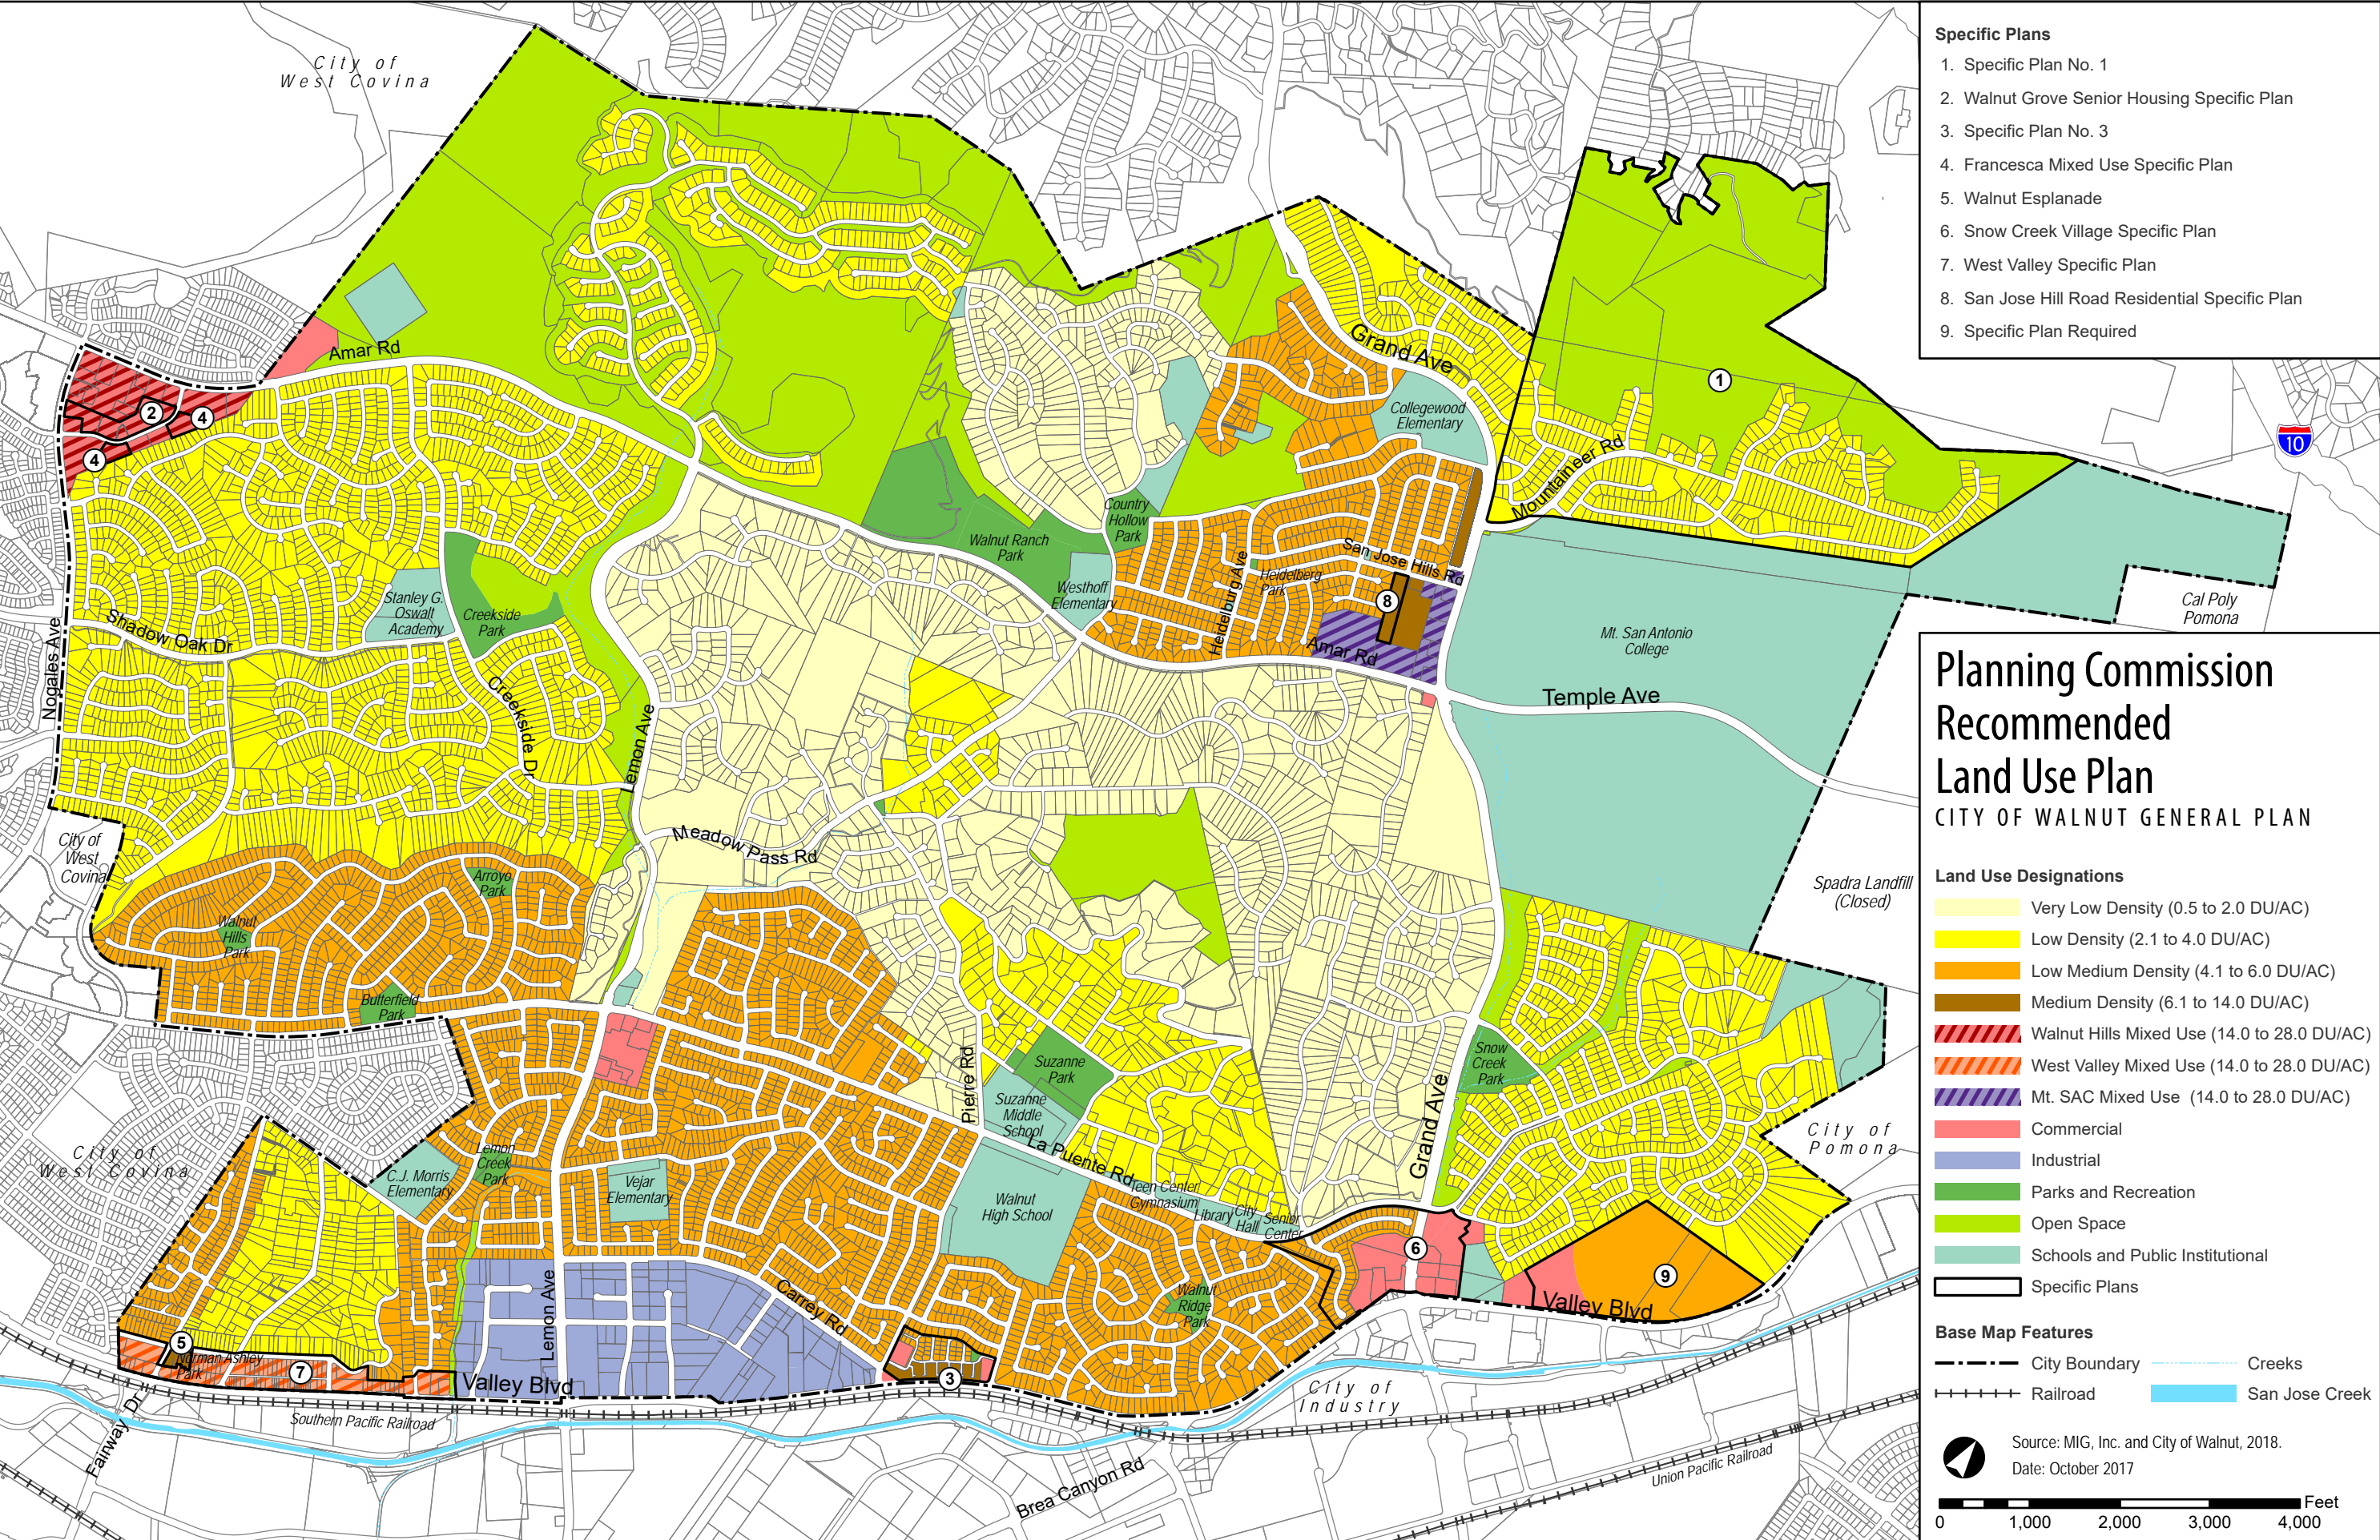 City of
West Covina
Amar Rd
2
4
4
Grand Ave
Collegewood
Elementary
1
Mountaineer Rd
10
Country
Hollow
Park
Walnut Ranch
Park
Westhoff
Elementary
San Jose Hills Rd
Heidelburg Ave
Heidelberg
Park
8
Amar Rd
Stanley G.
Oswalt
Academy
Creekside
Park
Shadow Oak Dr
Nogales Ave
Creekside Dr
Lemon Ave
Mt. San Antonio
College
Temple Ave
Cal Poly
Pomona
City of
West
Covina
Meadow Pass Rd
Spadra Landfill
(Closed)
Arroyo
Park
Walnut
Hills
Park
Butterfield
Park
Pierre Rd
Suzanne
Park
Suzanne
Middle
School
Snow
Creek
Park
Grand Ave
La Puente Rd
City of
Pomona
City of
West Covina
C.J. Morris
Elementary
Lemon
Creek
Park
Vejar
Elementary
Walnut
High School
Teen Center
Gymnasium
Library
City
Hall
Senior
Center
6
9
Valley Blvd
Walnut
Ridge
Park
Carrey Rd
Lemon Ave
5
Norman Ashley
Park
7
Valley Blvd
3
Fairway Dr
Southern Pacific Railroad
City of
Industry
Brea Canyon Rd
Union Pacific Railroad
Specific Plans
1. Specific Plan No. 1
2. Walnut Grove Senior Housing Specific Plan
3. Specific Plan No. 3
4. Francesca Mixed Use Specific Plan
5. Walnut Esplanade
6. Snow Creek Village Specific Plan
7. West Valley Specific Plan
8. San Jose Hill Road Residential Specific Plan
9. Specific Plan Required
Planning Commission
Recommended
Land Use Plan
CITY OF WALNUT GENERAL PLAN
Land Use Designations
Very Low Density (0.5 to 2.0 DU/AC)
Low Density (2.1 to 4.0 DU/AC)
Low Medium Density (4.1 to 6.0 DU/AC)
Medium Density (6.1 to 14.0 DU/AC)
Walnut Hills Mixed Use (14.0 to 28.0 DU/AC)
West Valley Mixed Use (14.0 to 28.0 DU/AC)
Mt. SAC Mixed Use (14.0 to 28.0 DU/AC)
Commercial
Industrial
Parks and Recreation
Open Space
Schools and Public Institutional
Specific Plans
Base Map Features
City Boundary
Creeks
Railroad
San Jose Creek
Source: MIG, Inc. and City of Walnut, 2018.
Date: October 2017
Feet
0 1,000 2,000 3,000 4,000